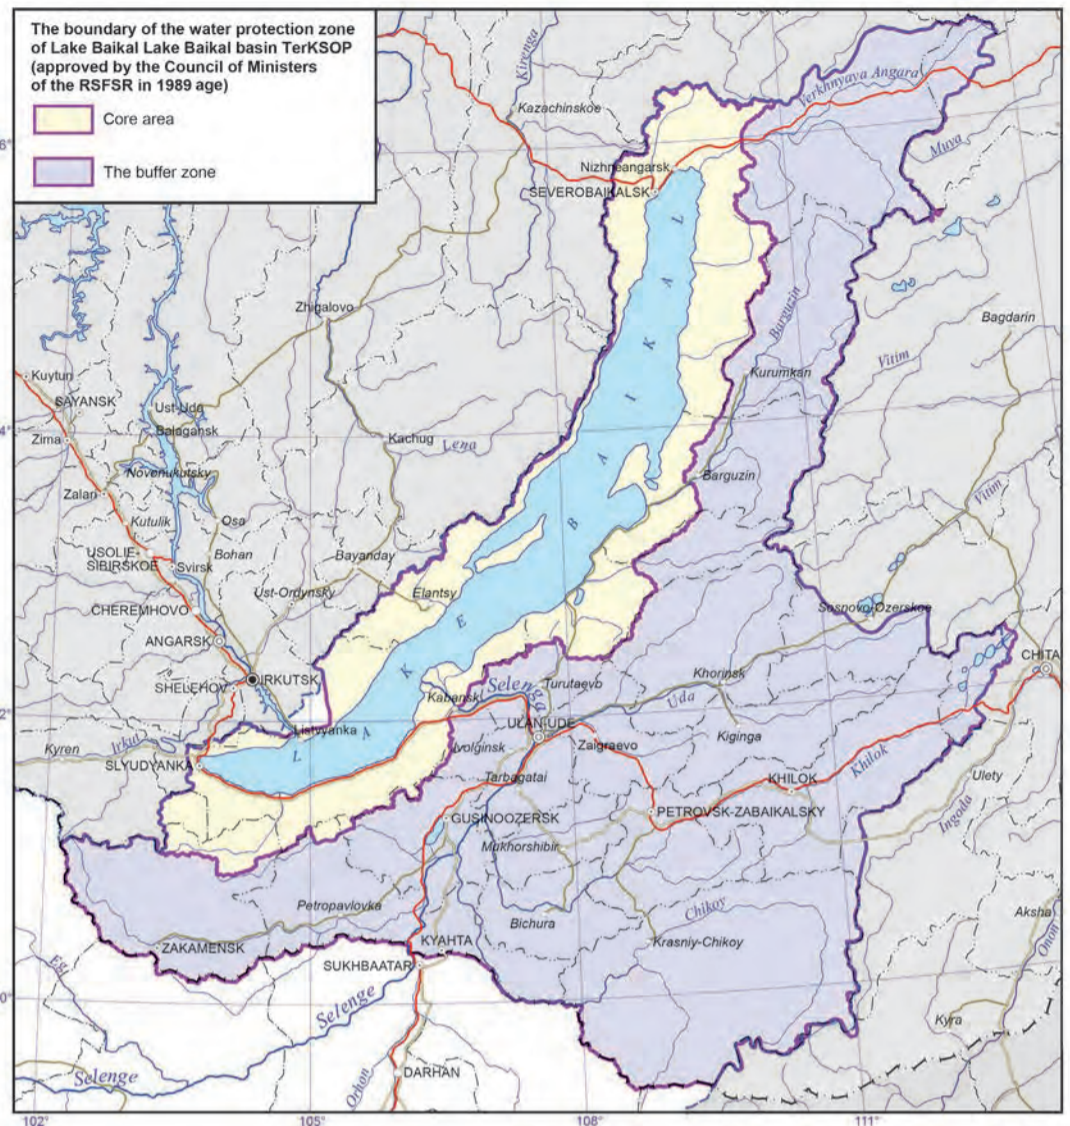 The boundary of the water protection zone
of Lake Baikal Lake Baikal basin TerKSOP
(approved by the Council of Ministers
of the RSFSR in 1989 age)
Core area
The buffer zone
Kirenga
Kazachinskoe
Verkhnyaya Angara
Muya
Nizhneangarsk
SEVEROBAIKALSK
Zhigalovo
Barguzin
Bagdarin
Vitim
Kuytun
SAYANSK
Ust-Uda
Balagansk
Zima
Kachug
Lena
Kurumkan
Novonukutsky
Zalari
Barguzin
Vitim
Kutulik
Osa
USOLIE-
SIBIRSKOE
Svirsk
Bohan
Bayanday
Ust-Ordynsky
Elantsy
CHEREMHOVO
Sosnovo-Ozerskoe
ANGARSK
IRKUTSK
SHELEHOV
LAKE BAIKAL
Kabansk
Selenga
Turutaevo
Khorinsk
Uda
CHITA
Listvyanka
ULAN-UDE
Kyren
Irkut
SLYUDYANKA
Ivolginsk
Zaigraevo
Kiginga
Tarbagatai
KHILOK
Khilok
Ulety
GUSINOOZERSK
PETROVSK-ZABAIKALSKY
Ingoda
Mukhorshibir
Petropavlovka
Bichura
Chikoy
Krasniy-Chikoy
Aksha
Onon
ZAKAMENSK
KYAHTA
SUKHBAATAR
Eg
Selenge
Kyra
Selenge
Orhon
DARHAN
102°
105°
108°
111°